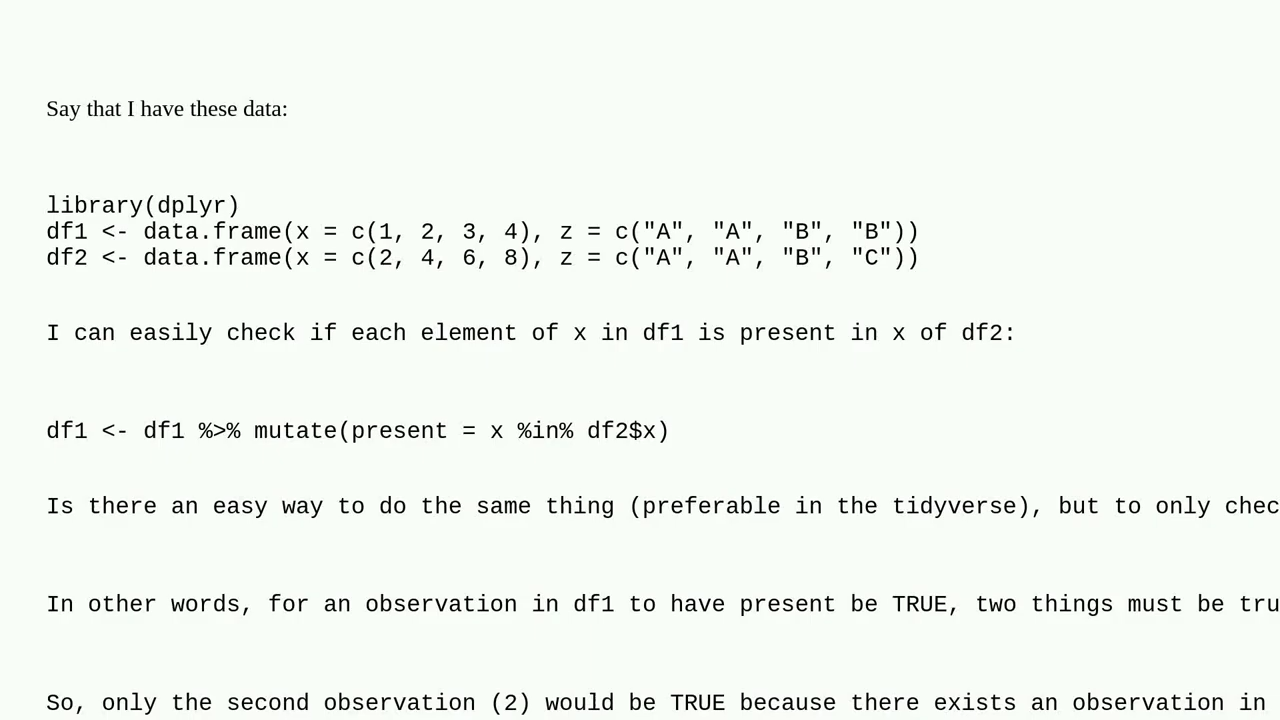 Say that I have these data:
library(dplyr)
df1 <- data.frame(x = c(1, 2, 3, 4), z = c("A", "A", "B", "B"))
df2 <- data.frame(x = c(2, 4, 6, 8), z = c("A", "A", "B", "C"))
I can easily check if each element of x in df1 is present in x of df2:
df1 <- df1 %>% mutate(present = x %in% df2$x)
Is there an easy way to do the same thing (preferable in the tidyverse), but to only chec
In other words, for an observation in df1 to have present be TRUE, two things must be tru
So, only the second observation (2) would be TRUE because there exists an observation in